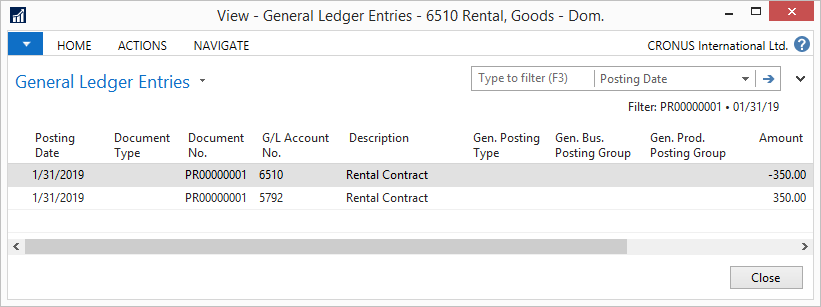 View - General Ledger Entries - 6510 Rental, Goods - Dom.
HOME ACTIONS NAVIGATE CRONUS International Ltd. ?
General Ledger Entries Type to filter (F3) Posting Date
Filter: PR00000001 • 01/31/19
Posting Date Document Type Document No. G/L Account No. Description Gen. Posting Type Gen. Bus. Posting Group Gen. Prod. Posting Group Amount
1/31/2019 PR00000001 6510 Rental Contract -350.00
1/31/2019 PR00000001 5792 Rental Contract 350.00
Close